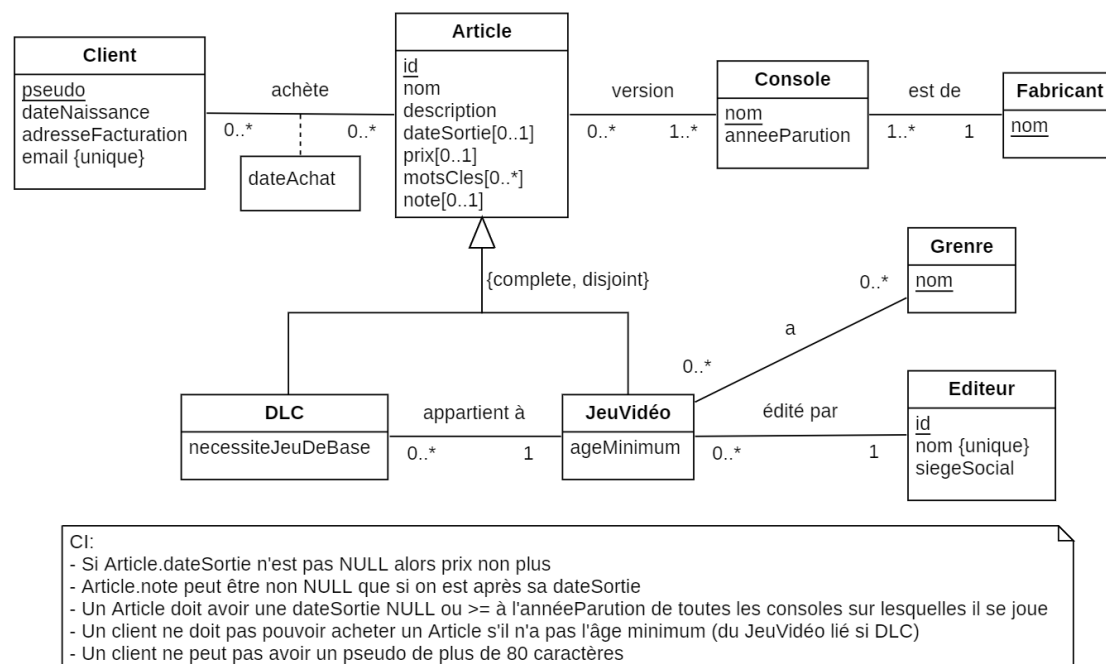 Client
pseudo
dateNaissance
adresseFacturation
email {unique}
achète
0..*
0..*
dateAchat
Article
id
nom
description
dateSortie[0..1]
prix[0..1]
motsCles[0..*]
note[0..1]
version
0..*
1..*
Console
nom
anneeParution
est de
1..*
1
Fabricant
nom
{complete, disjoint}
Grenre
nom
0..*
a
0..*
DLC
necessiteJeuDeBase
appartient à
0..*
1
JeuVidéo
ageMinimum
édité par
0..*
1
Editeur
id
nom {unique}
siegeSocial
CI:
- Si Article.dateSortie n'est pas NULL alors prix non plus
- Article.note peut être non NULL que si on est après sa dateSortie
- Un Article doit avoir une dateSortie NULL ou >= à l'annéeParution de toutes les consoles sur lesquelles il se joue
- Un client ne doit pas pouvoir acheter un Article s'il n'a pas l'âge minimum (du JeuVidéo lié si DLC)
- Un client ne peut pas avoir un pseudo de plus de 80 caractères